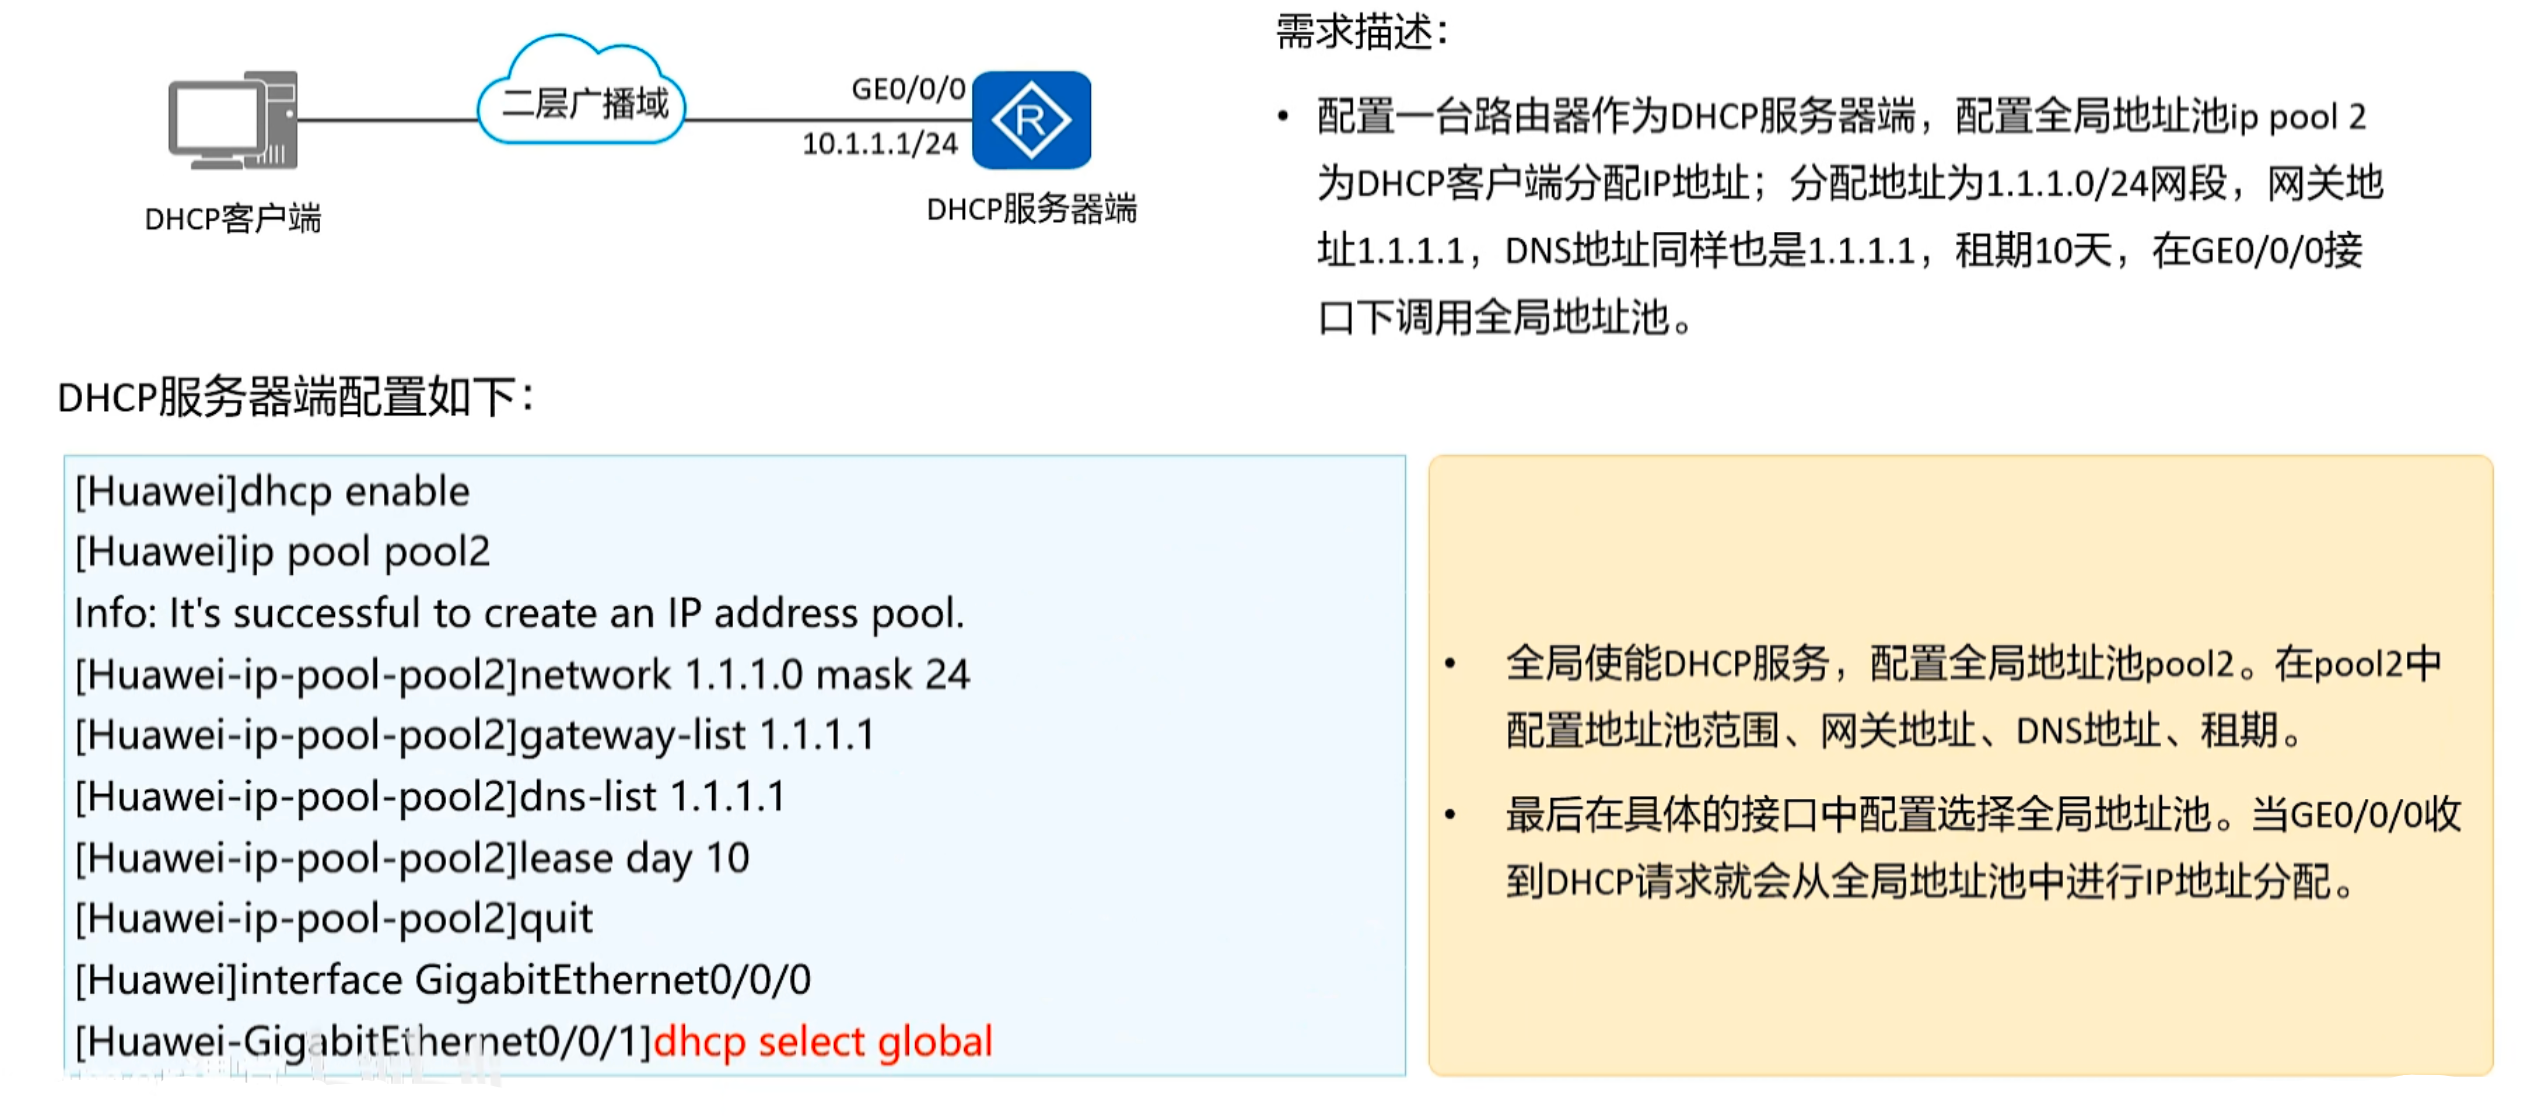 二层广播域
GE0/0/0
R
10.1.1.1/24
DHCP客户端
DHCP服务器端
需求描述：
• 配置一台路由器作为DHCP服务器端，配置全局地址池ip pool 2
为DHCP客户端分配IP地址；分配地址为1.1.1.0/24网段，网关地
址1.1.1.1，DNS地址同样也是1.1.1.1，租期10天，在GE0/0/0接
口下调用全局地址池。
DHCP服务器端配置如下：
[Huawei]dhcp enable
[Huawei]ip pool pool2
Info: It's successful to create an IP address pool.
[Huawei-ip-pool-pool2]network 1.1.1.0 mask 24
[Huawei-ip-pool-pool2]gateway-list 1.1.1.1
[Huawei-ip-pool-pool2]dns-list 1.1.1.1
[Huawei-ip-pool-pool2]lease day 10
[Huawei-ip-pool-pool2]quit
[Huawei]interface GigabitEthernet0/0/0
[Huawei-GigabitEthernet0/0/1]dhcp select global
• 全局使能DHCP服务，配置全局地址池pool2。在pool2中
配置地址池范围、网关地址、DNS地址、租期。
• 最后在具体的接口中配置选择全局地址池。当GE0/0/0收
到DHCP请求就会从全局地址池中进行IP地址分配。